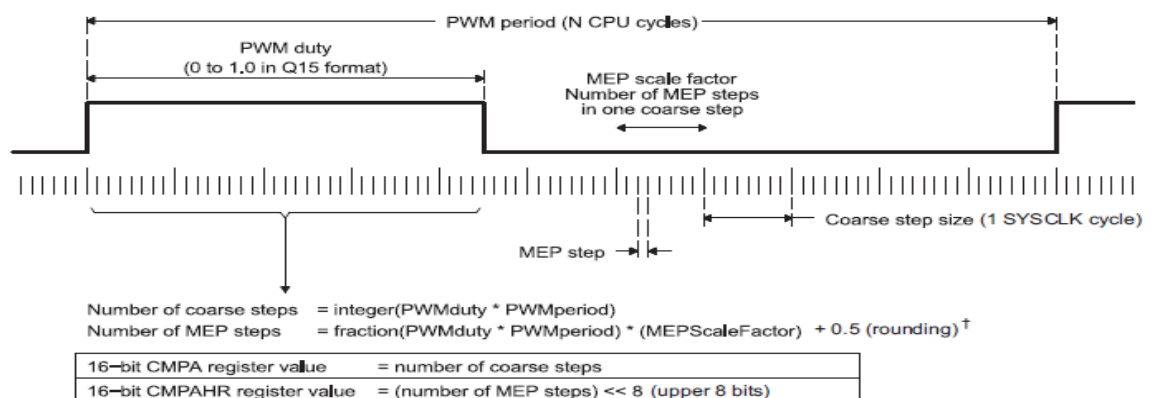 PWM period (N CPU cycles)
PWM duty
(0 to 1.0 in Q15 format)
MEP scale factor
Number of MEP steps
in one coarse step
Coarse step size (1 SYSCLK cycle)
MEP step
Number of coarse steps = integer(PWMduty * PWMperiod)
Number of MEP steps = fraction(PWMduty * PWMperiod) * (MEPScaleFactor) + 0.5 (rounding)†
16-bit CMPA register value = number of coarse steps
16-bit CMPAHR register value = (number of MEP steps) << 8 (upper 8 bits)